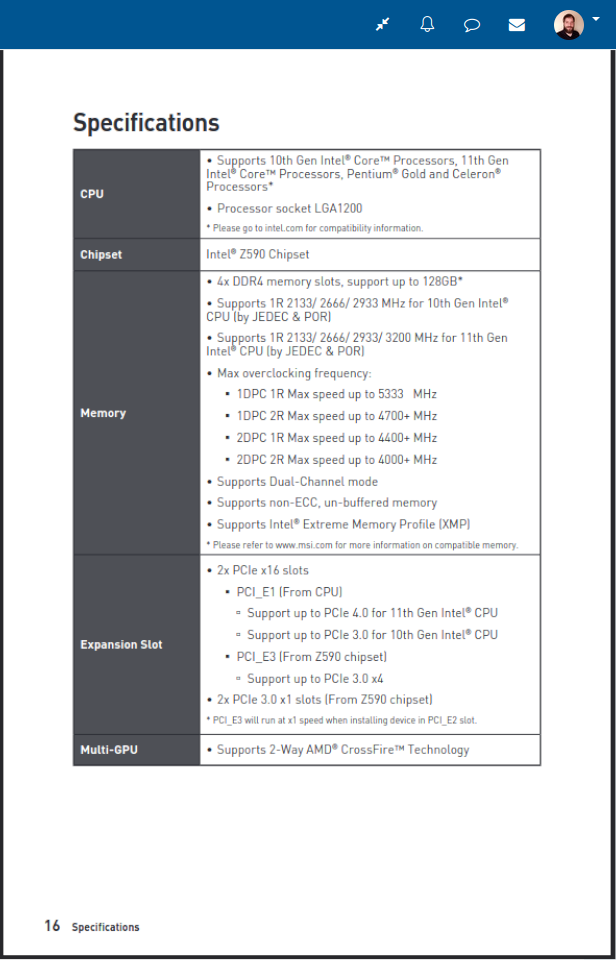 Specifications
CPU
• Supports 10th Gen Intel® Core™ Processors, 11th Gen
Intel® Core™ Processors, Pentium® Gold and Celeron®
Processors*
• Processor socket LGA1200
* Please go to intel.com for compatibility information.
Chipset
Intel® Z590 Chipset
Memory
• 4x DDR4 memory slots, support up to 128GB*
• Supports 1R 2133/ 2666/ 2933 MHz for 10th Gen Intel®
CPU (by JEDEC & POR)
• Supports 1R 2133/ 2666/ 2933/ 3200 MHz for 11th Gen
Intel® CPU (by JEDEC & POR)
• Max overclocking frequency:
▪ 1DPC 1R Max speed up to 5333 MHz
▪ 1DPC 2R Max speed up to 4700+ MHz
▪ 2DPC 1R Max speed up to 4400+ MHz
▪ 2DPC 2R Max speed up to 4000+ MHz
• Supports Dual-Channel mode
• Supports non-ECC, un-buffered memory
• Supports Intel® Extreme Memory Profile (XMP)
* Please refer to www.msi.com for more information on compatible memory.
Expansion Slot
• 2x PCIe x16 slots
▪ PCI_E1 (From CPU)
▫ Support up to PCIe 4.0 for 11th Gen Intel® CPU
▫ Support up to PCIe 3.0 for 10th Gen Intel® CPU
▪ PCI_E3 (From Z590 chipset)
▫ Support up to PCIe 3.0 x4
• 2x PCIe 3.0 x1 slots (From Z590 chipset)
* PCI_E3 will run at x1 speed when installing device in PCI_E2 slot.
Multi-GPU
• Supports 2-Way AMD® CrossFire™ Technology
16 Specifications